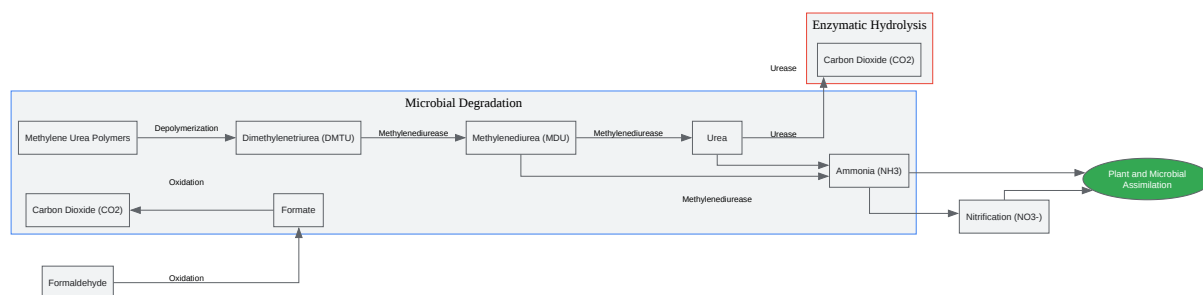 Enzymatic Hydrolysis
Carbon Dioxide (CO2)
Urease
Microbial Degradation
Methylene Urea Polymers
Depolymerization
Dimethylenetriurea (DMTU)
Methylenediurease
Methylenediurea (MDU)
Methylenediurease
Urea
Urease
Ammonia (NH3)
Plant and Microbial
Assimilation
Oxidation
Methylenediurease
Carbon Dioxide (CO2)
Formate
Nitrification (NO3-)
Formaldehyde
Oxidation